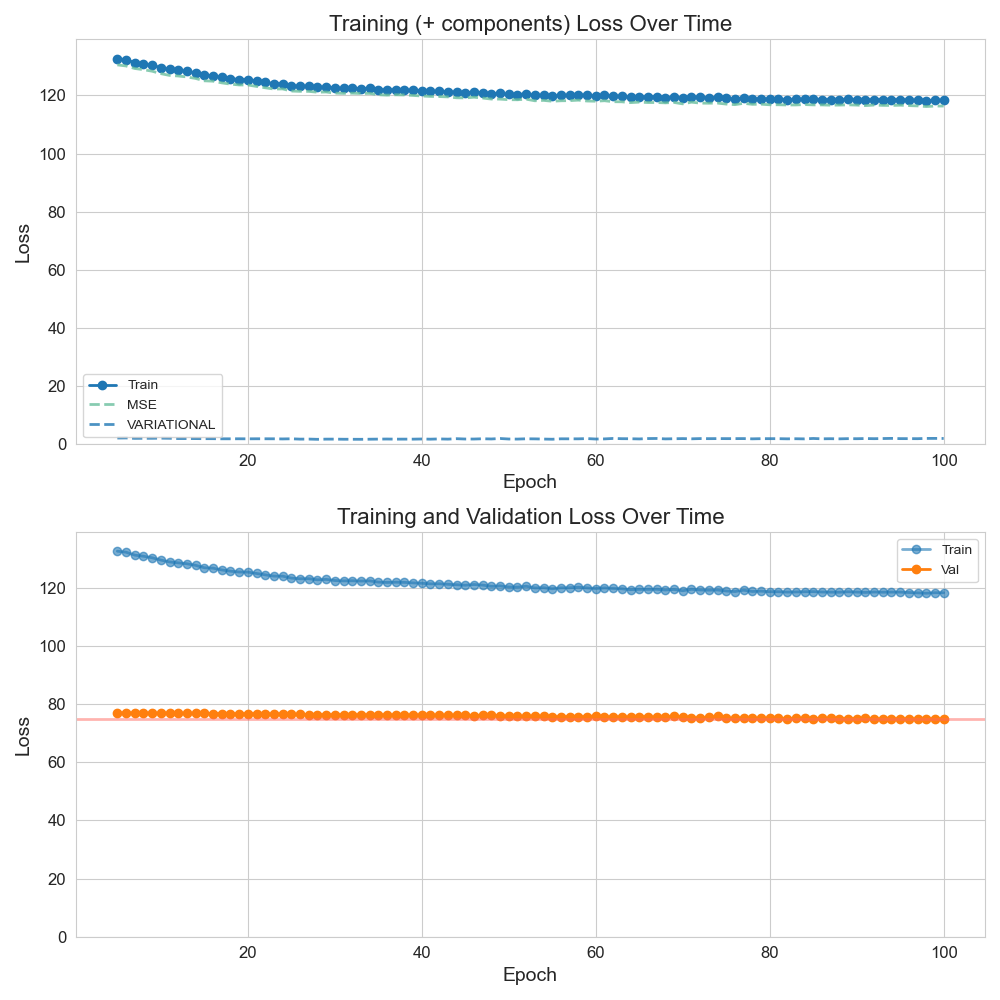 Training (+ components) Loss Over Time
120
100
80
60
40
20
0
Loss
Train
MSE
VARIATIONAL
20 40 60 80 100
Epoch
Training and Validation Loss Over Time
120
100
80
60
40
20
0
Loss
Train
Val
20 40 60 80 100
Epoch